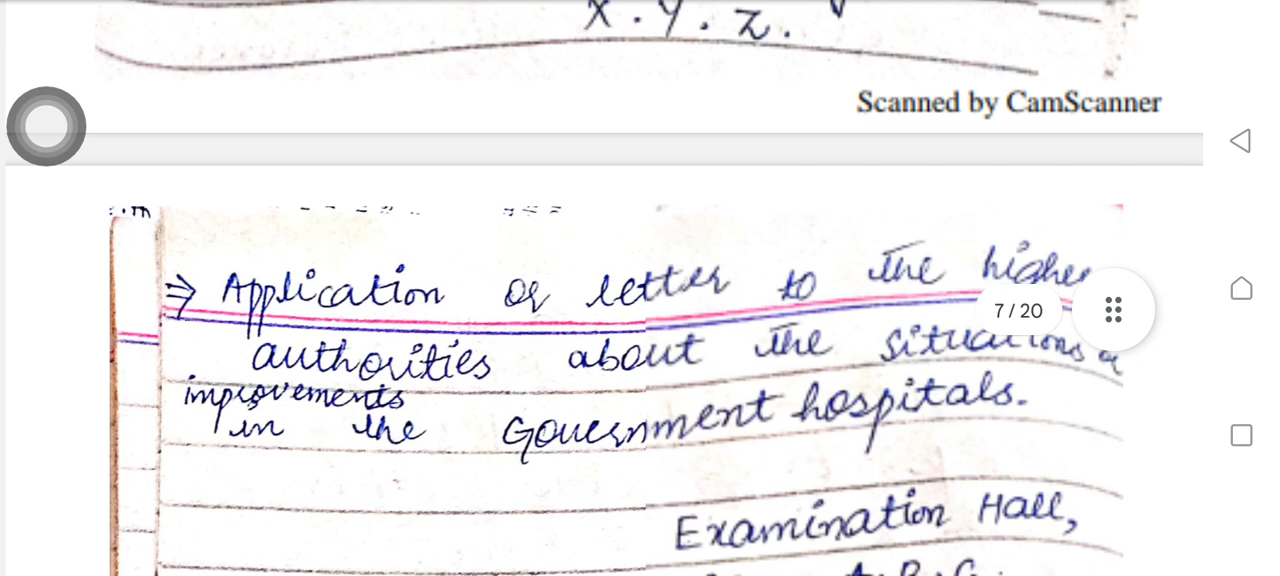 X.Y.Z.
Scanned by CamScanner
⇒ Application or letter to the higher
7/20
authorities about the situations
improvements
in the Government hospitals.
Examination Hall,
A.B.C.